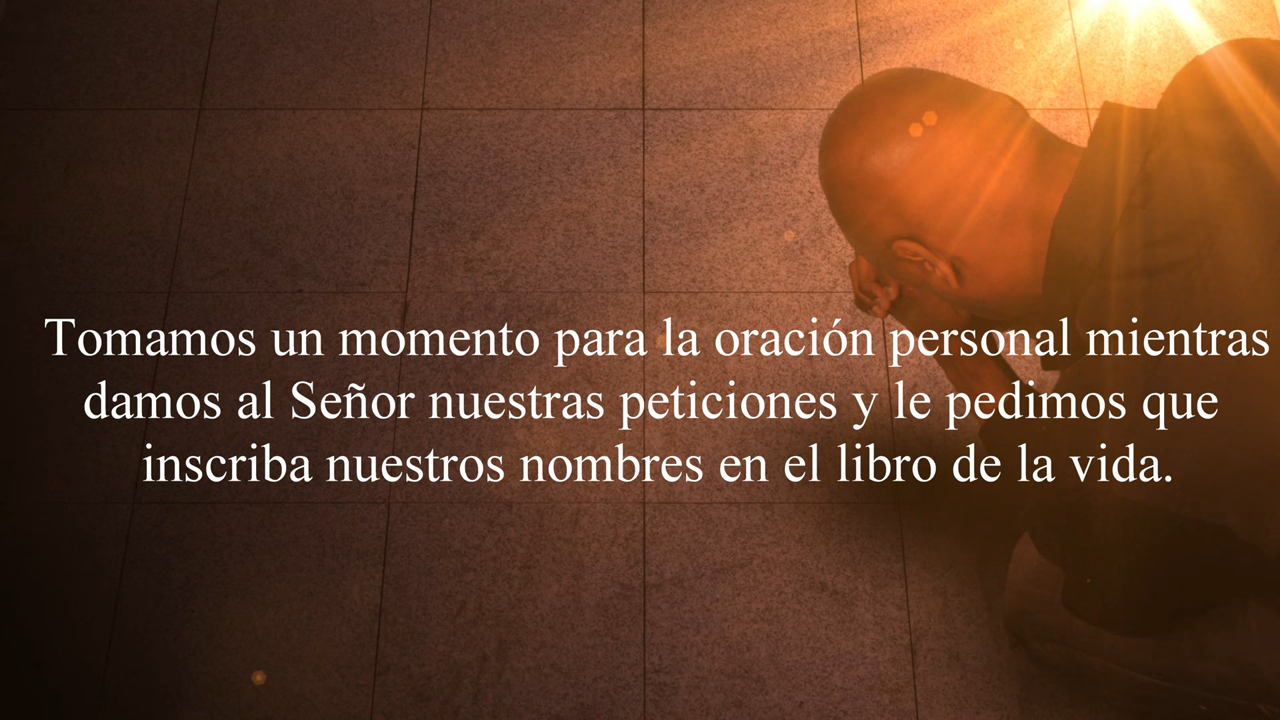 Tomamos un momento para la oración personal mientras
damos al Señor nuestras peticiones y le pedimos que
inscriba nuestros nombres en el libro de la vida.